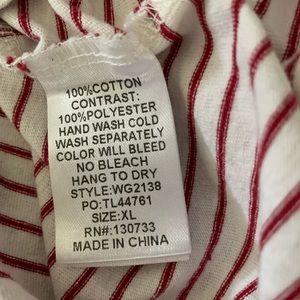 100%COTTON
CONTRAST:
100%POLYESTER
HAND WASH COLD
WASH SEPARATELY
COLOR WILL BLEED
NO BLEACH
HANG TO DRY
STYLE:WG2138
PO:TL44761
SIZE:XL
RN#:130733
MADE IN CHINA